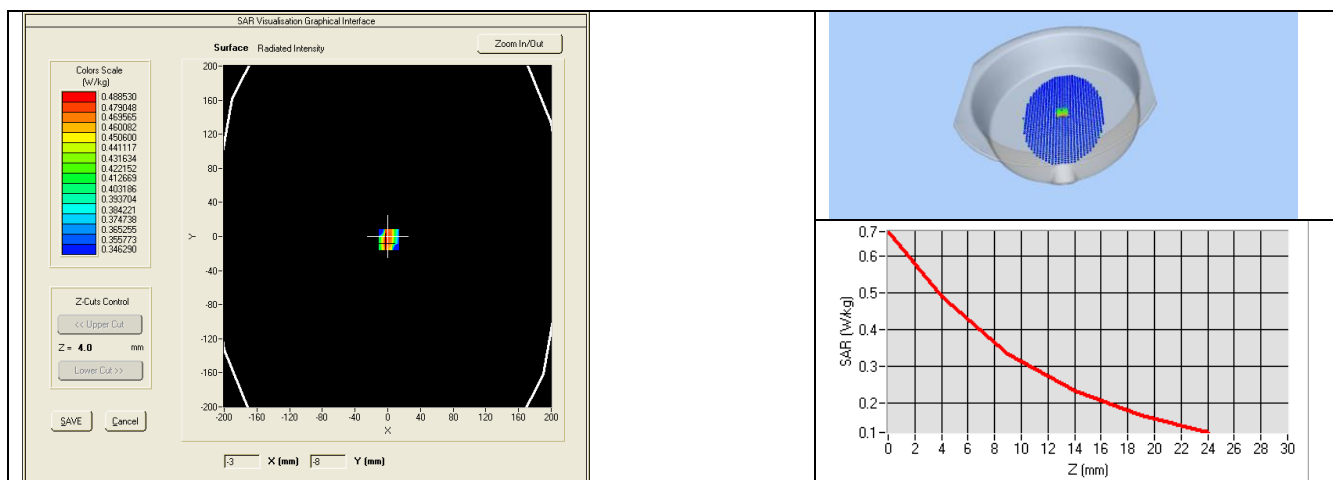 SAR Visualisation Graphical Interface
Surface Radiated Intensity
Zoom In/Out
Colors Scale
(W/kg)
0.488530
0.479048
0.469565
0.460082
0.450600
0.441117
0.431634
0.422152
0.412669
0.403186
0.393704
0.384221
0.374738
0.365255
0.355773
0.346290
Z-Cuts Control
<< Upper Cut
Z = 4.0 mm
Lower Cut >>
SAVE Cancel
200
160
120
80
40
0
-40
-80
-120
-160
-200
Y
-200 -160 -120 -80 -40 0 40 80 120 160 200
X
-3 X (mm) -8 Y (mm)
0.7
0.6
0.5
0.4
0.3
0.2
0.1
SAR (W/kg)
0 2 4 6 8 10 12 14 16 18 20 22 24 26 28 30
Z (mm)